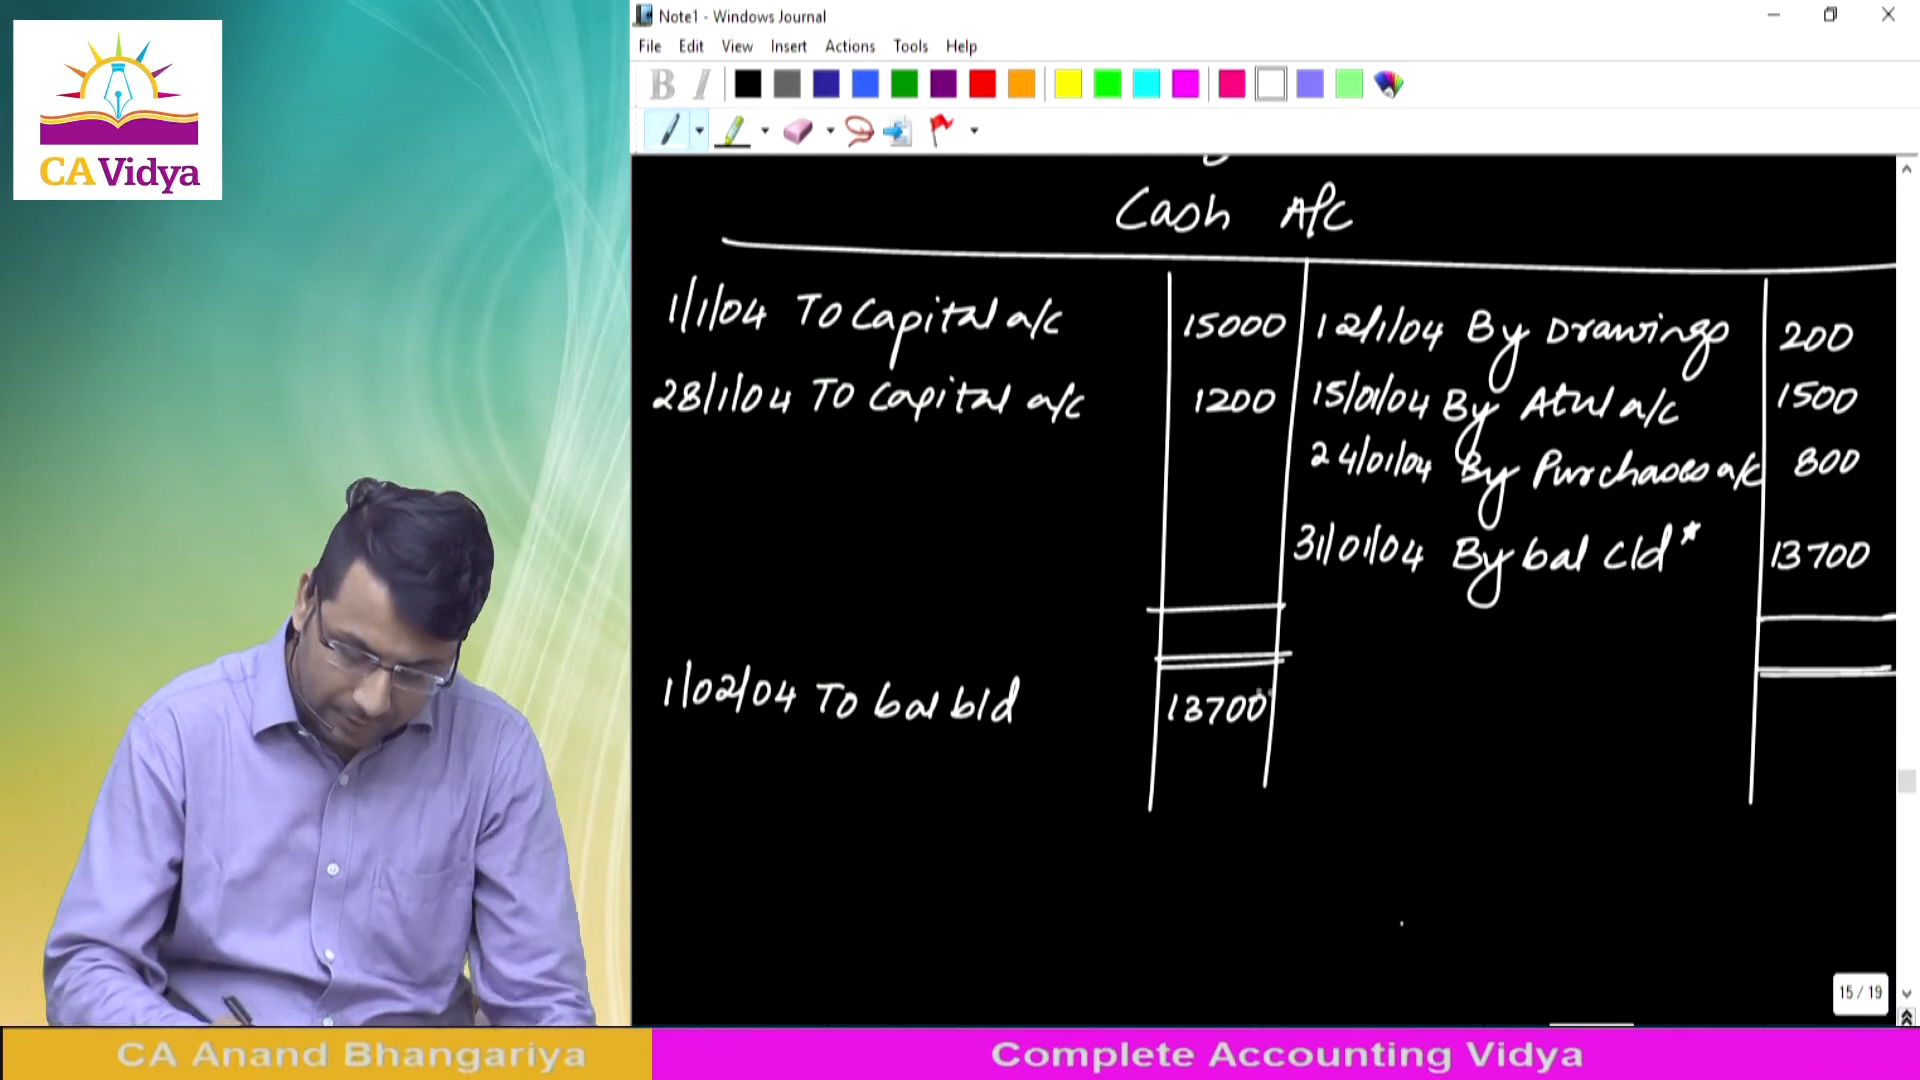 CA Vidya
Note1 - Windows Journal
File Edit View Insert Actions Tools Help
B I
Cash A/c
1/1/04 To Capital a/c 15000 12/1/04 By Drawings 200
28/1/04 To Capital a/c 1200 15/01/04 By Atul a/c 1500
24/01/04 By Purchases a/c 800
31/01/04 By bal c/d* 13700
1/02/04 To bal b/d 13700
15 / 19
CA Anand Bhangariya
Complete Accounting Vidya